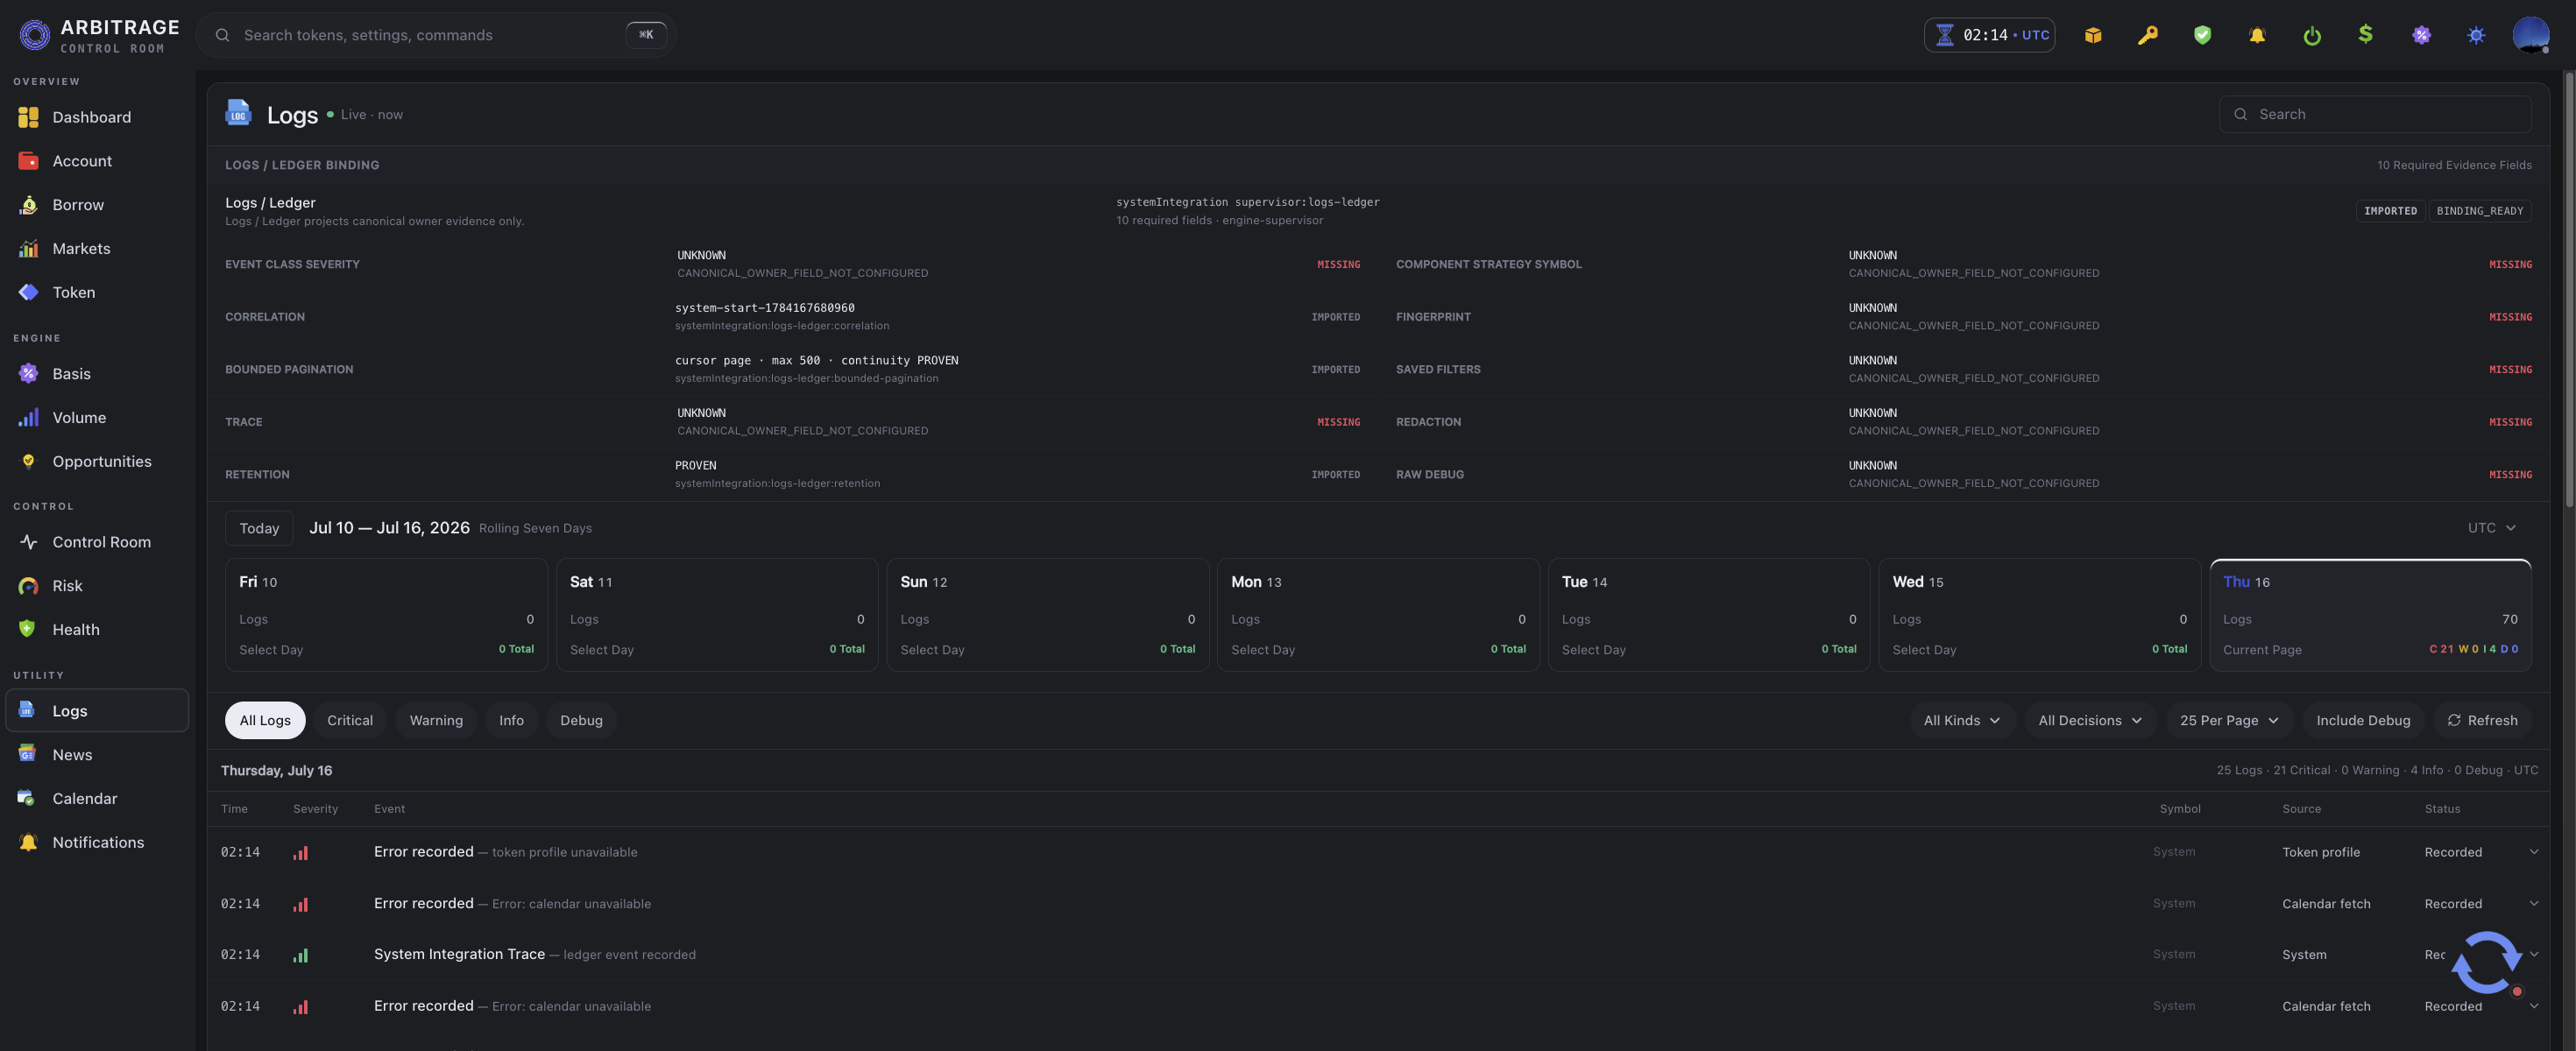 ARBITRAGE
CONTROL ROOM
Search tokens, settings, commands
⌘K
02:14 • UTC
OVERVIEW
Dashboard
Account
Borrow
Markets
Token
ENGINE
Basis
Volume
Opportunities
CONTROL
Control Room
Risk
Health
UTILITY
Logs
News
Calendar
Notifications
LOG
Logs
Live · now
Search
LOGS / LEDGER BINDING
10 Required Evidence Fields
Logs / Ledger
Logs / Ledger projects canonical owner evidence only.
systemIntegration supervisor:logs-ledger
10 required fields · engine-supervisor
IMPORTED
BINDING_READY
EVENT CLASS SEVERITY
UNKNOWN
CANONICAL_OWNER_FIELD_NOT_CONFIGURED
MISSING
COMPONENT STRATEGY SYMBOL
UNKNOWN
CANONICAL_OWNER_FIELD_NOT_CONFIGURED
MISSING
CORRELATION
system-start-1784167680960
systemIntegration:logs-ledger:correlation
IMPORTED
FINGERPRINT
UNKNOWN
CANONICAL_OWNER_FIELD_NOT_CONFIGURED
MISSING
BOUNDED PAGINATION
cursor page · max 500 · continuity PROVEN
systemIntegration:logs-ledger:bounded-pagination
IMPORTED
SAVED FILTERS
UNKNOWN
CANONICAL_OWNER_FIELD_NOT_CONFIGURED
MISSING
TRACE
UNKNOWN
CANONICAL_OWNER_FIELD_NOT_CONFIGURED
MISSING
REDACTION
UNKNOWN
CANONICAL_OWNER_FIELD_NOT_CONFIGURED
MISSING
RETENTION
PROVEN
systemIntegration:logs-ledger:retention
IMPORTED
RAW DEBUG
UNKNOWN
CANONICAL_OWNER_FIELD_NOT_CONFIGURED
MISSING
Today
Jul 10 — Jul 16, 2026
Rolling Seven Days
UTC
Fri 10
Logs 0
Select Day 0 Total
Sat 11
Logs 0
Select Day 0 Total
Sun 12
Logs 0
Select Day 0 Total
Mon 13
Logs 0
Select Day 0 Total
Tue 14
Logs 0
Select Day 0 Total
Wed 15
Logs 0
Select Day 0 Total
Thu 16
Logs 70
Current Page C 21 W 0 I 4 D 0
All Logs
Critical
Warning
Info
Debug
All Kinds
All Decisions
25 Per Page
Include Debug
Refresh
Thursday, July 16
25 Logs · 21 Critical · 0 Warning · 4 Info · 0 Debug · UTC
Time Severity Event Symbol Source Status
02:14 Error recorded — token profile unavailable System Token profile Recorded
02:14 Error recorded — Error: calendar unavailable System Calendar fetch Recorded
02:14 System Integration Trace — ledger event recorded System System Rec
02:14 Error recorded — Error: calendar unavailable System Calendar fetch Recorded